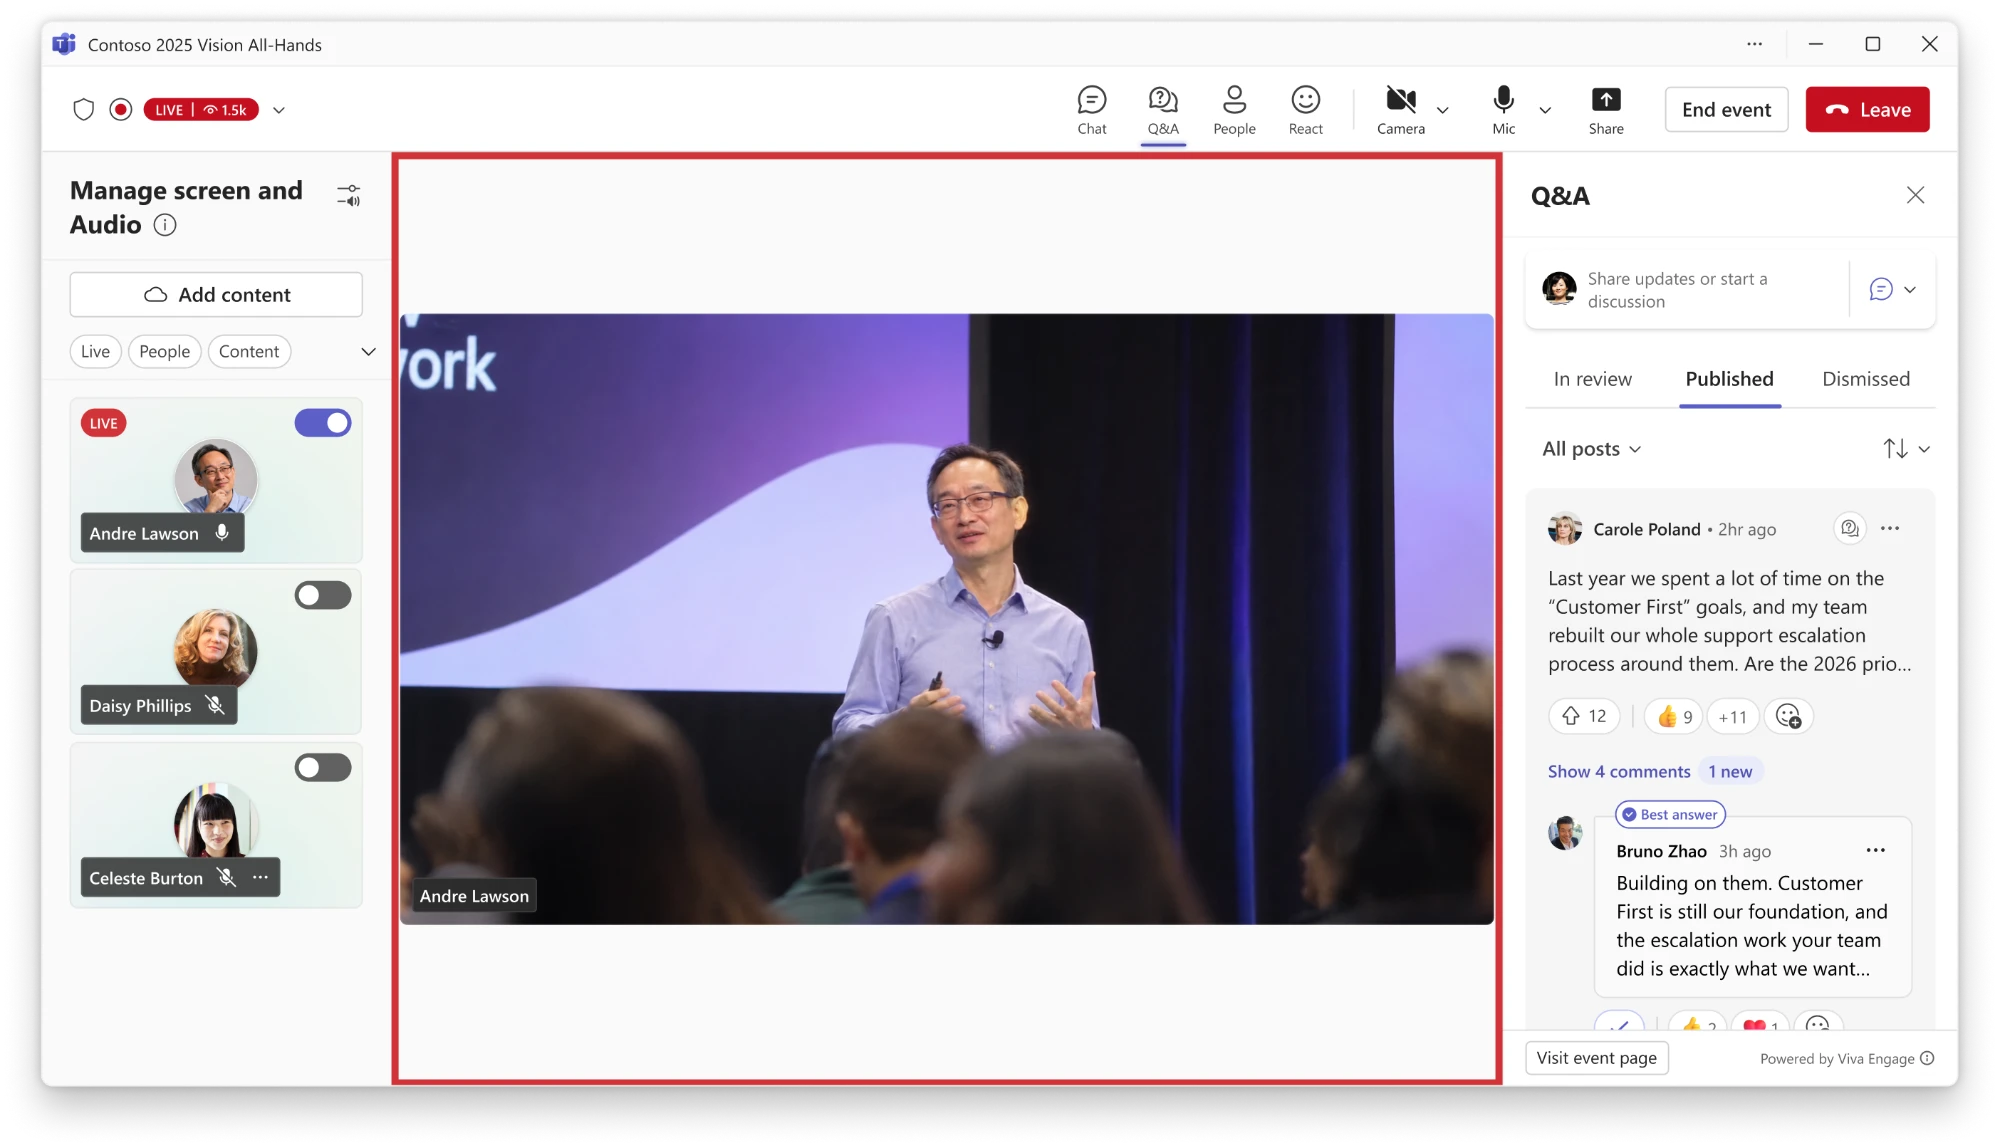 Contoso 2025 Vision All-Hands
LIVE | 1.5k
Chat
Q&A
People
React
Camera
Mic
Share
End event
Leave
Manage screen and
Audio
Add content
Live
People
Content
LIVE
Andre Lawson
Daisy Phillips
Celeste Burton
work
Andre Lawson
Q&A
Share updates or start a
discussion
In review
Published
Dismissed
All posts
Carole Poland • 2hr ago
Last year we spent a lot of time on the
“Customer First” goals, and my team
rebuilt our whole support escalation
process around them. Are the 2026 prio...
12
9
+11
Show 4 comments
1 new
Best answer
Bruno Zhao 3h ago
Building on them. Customer
First is still our foundation, and
the escalation work your team
did is exactly what we want...
2
1
Visit event page
Powered by Viva Engage